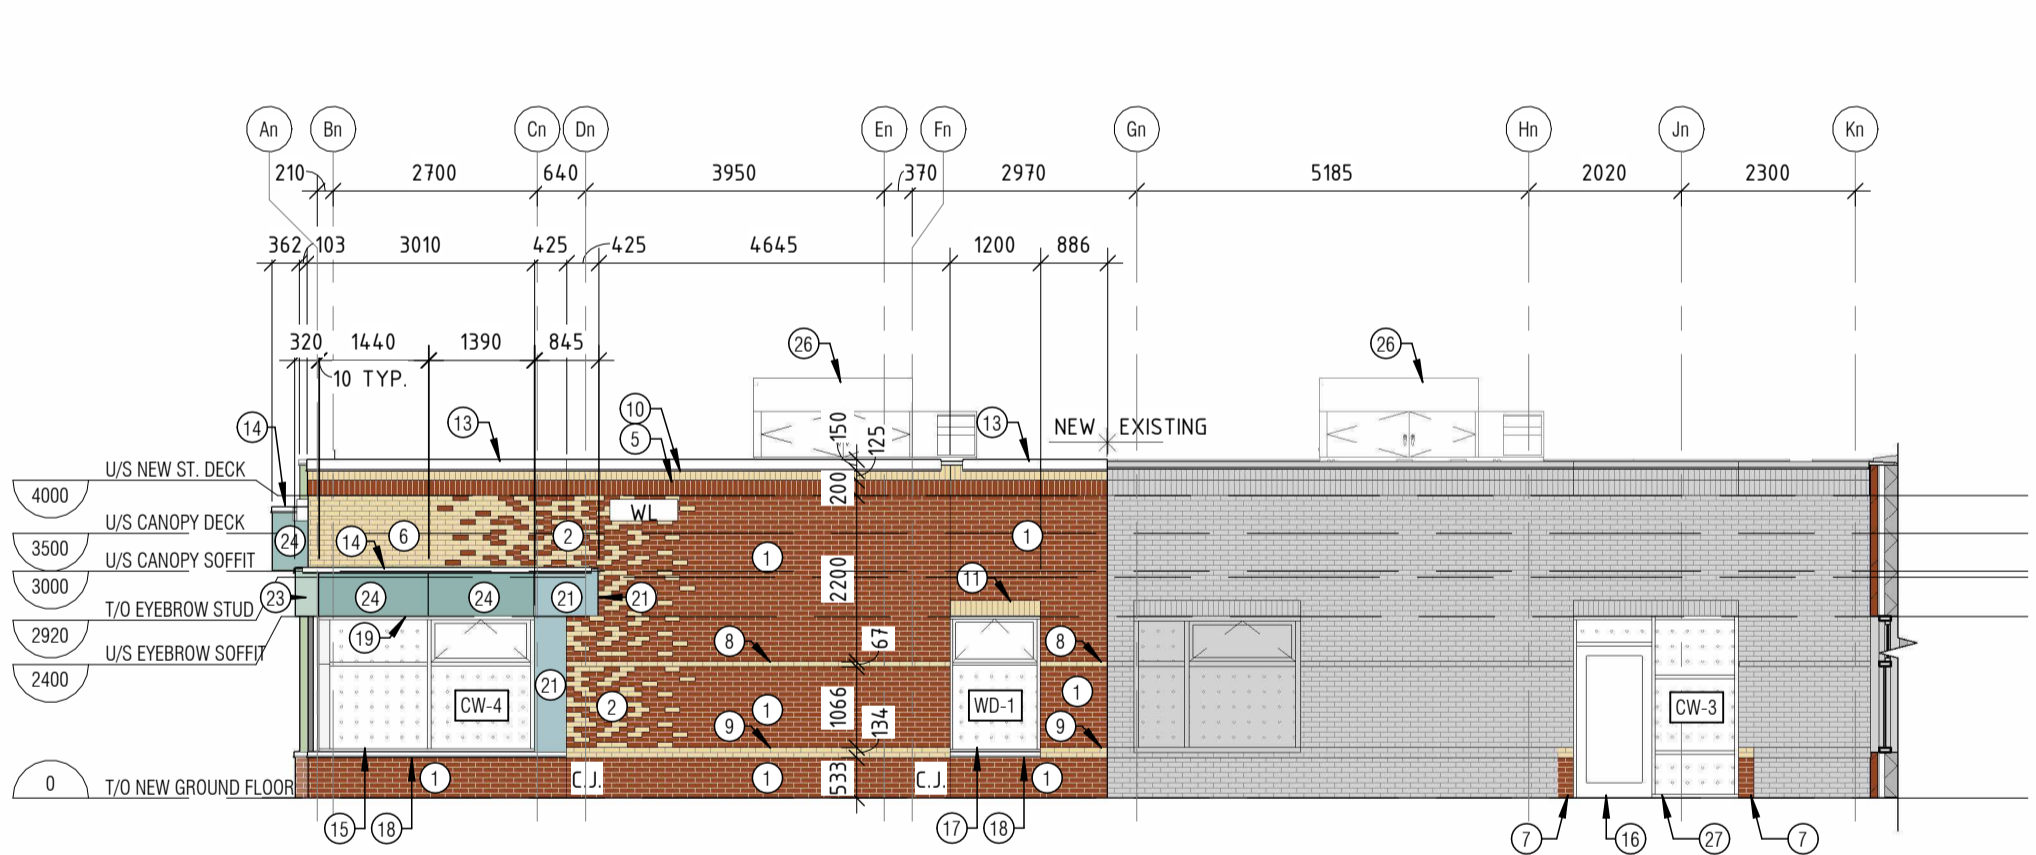 An Bn Cn Dn En Fn Gn Hn Jn Kn
210 2700 640 3950 370 2970 5185 2020 2300
362 103 3010 425 425 4645 1200 886
320 1440 1390 845 26 26
10 TYP.
10
14 13 5 150 125 13 NEW EXISTING
U/S NEW ST. DECK
4000 200
WL
U/S CANOPY DECK
24 14 6 2 1
3500
U/S CANOPY SOFFIT 1
3000 2200 11
23 24 24 21 21
T/O EYEBROW STUD
2920 19 8 67 8
U/S EYEBROW SOFFIT
2400 21 1
CW-4 2 1 1066 WD-1 CW-3
9 134 9
0 T/O NEW GROUND FLOOR 1 C.J. 1 533 C.J. 1
15 18 17 18 7 16 27 7